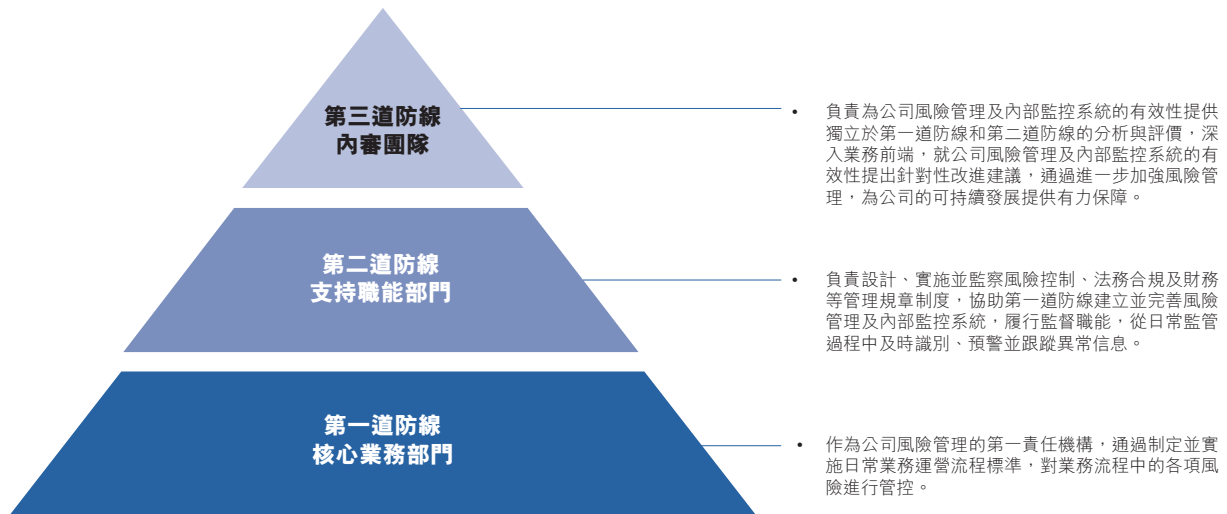 第三道防線
內審團隊
• 負責為公司風險管理及內部監控系統的有效性提供
獨立於第一道防線和第二道防線的分析與評價，深
入業務前端，就公司風險管理及內部監控系統的有
效性提出針對性改進建議，通過進一步加強風險管
理，為公司的可持續發展提供有力保障。
第二道防線
支持職能部門
• 負責設計、實施並監察風險控制、法務合規及財務
等管理規章制度，協助第一道防線建立並完善風險
管理及內部監控系統，履行監督職能，從日常監管
過程中及時識別、預警並跟蹤異常信息。
第一道防線
核心業務部門
• 作為公司風險管理的第一責任機構，通過制定並實
施日常業務運營流程標準，對業務流程中的各項風
險進行管控。